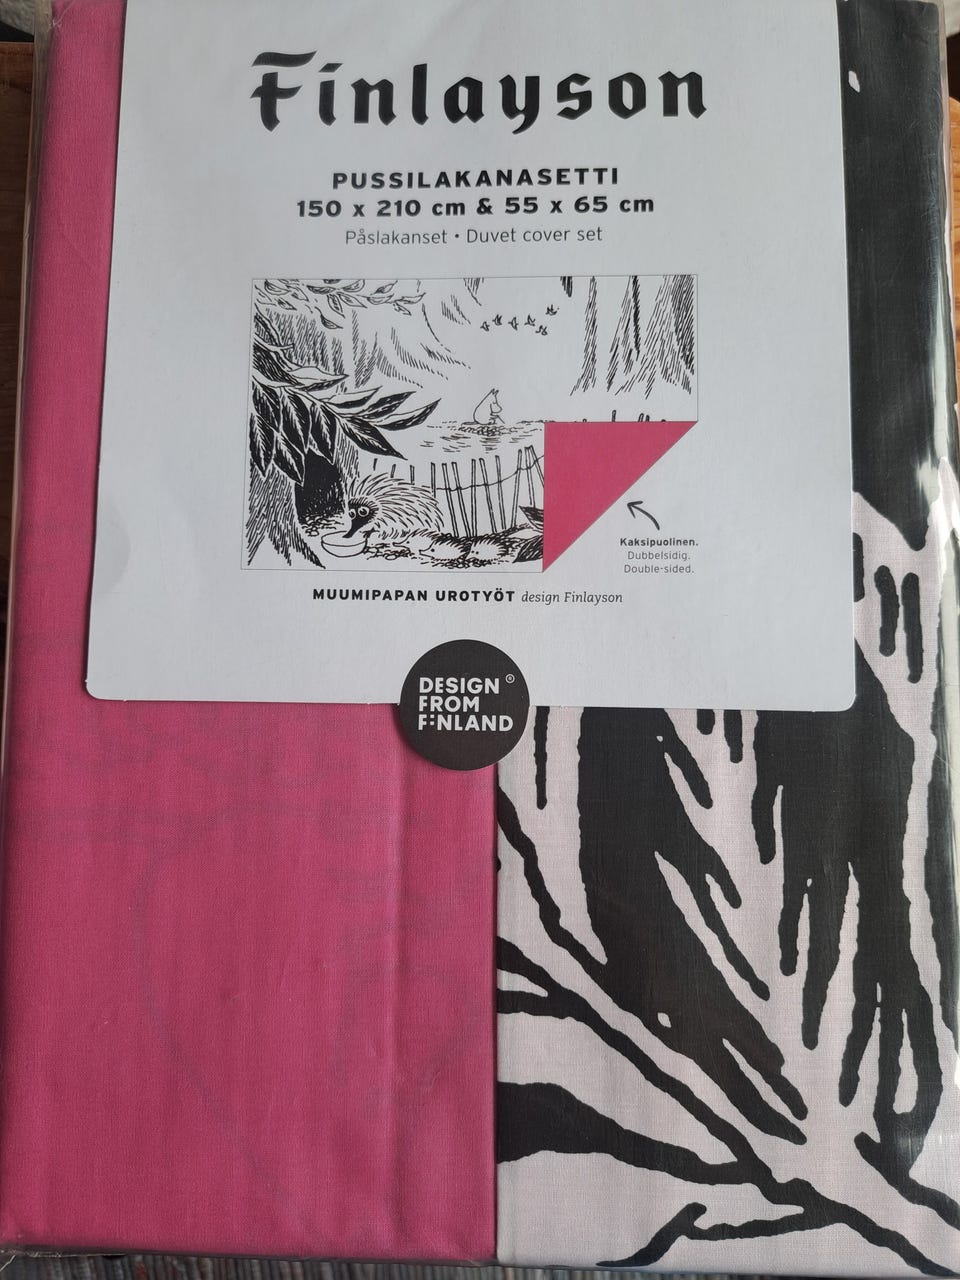 Finlayson
PUSSILAKANASETTI
150 x 210 cm & 55 x 65 cm
Påslakanset • Duvet cover set
Kaksipuolinen.
Dubbelsidig.
Double-sided.
MUUMIPAPAN UROTYÖT design Finlayson
DESIGN ®
FROM
FINLAND